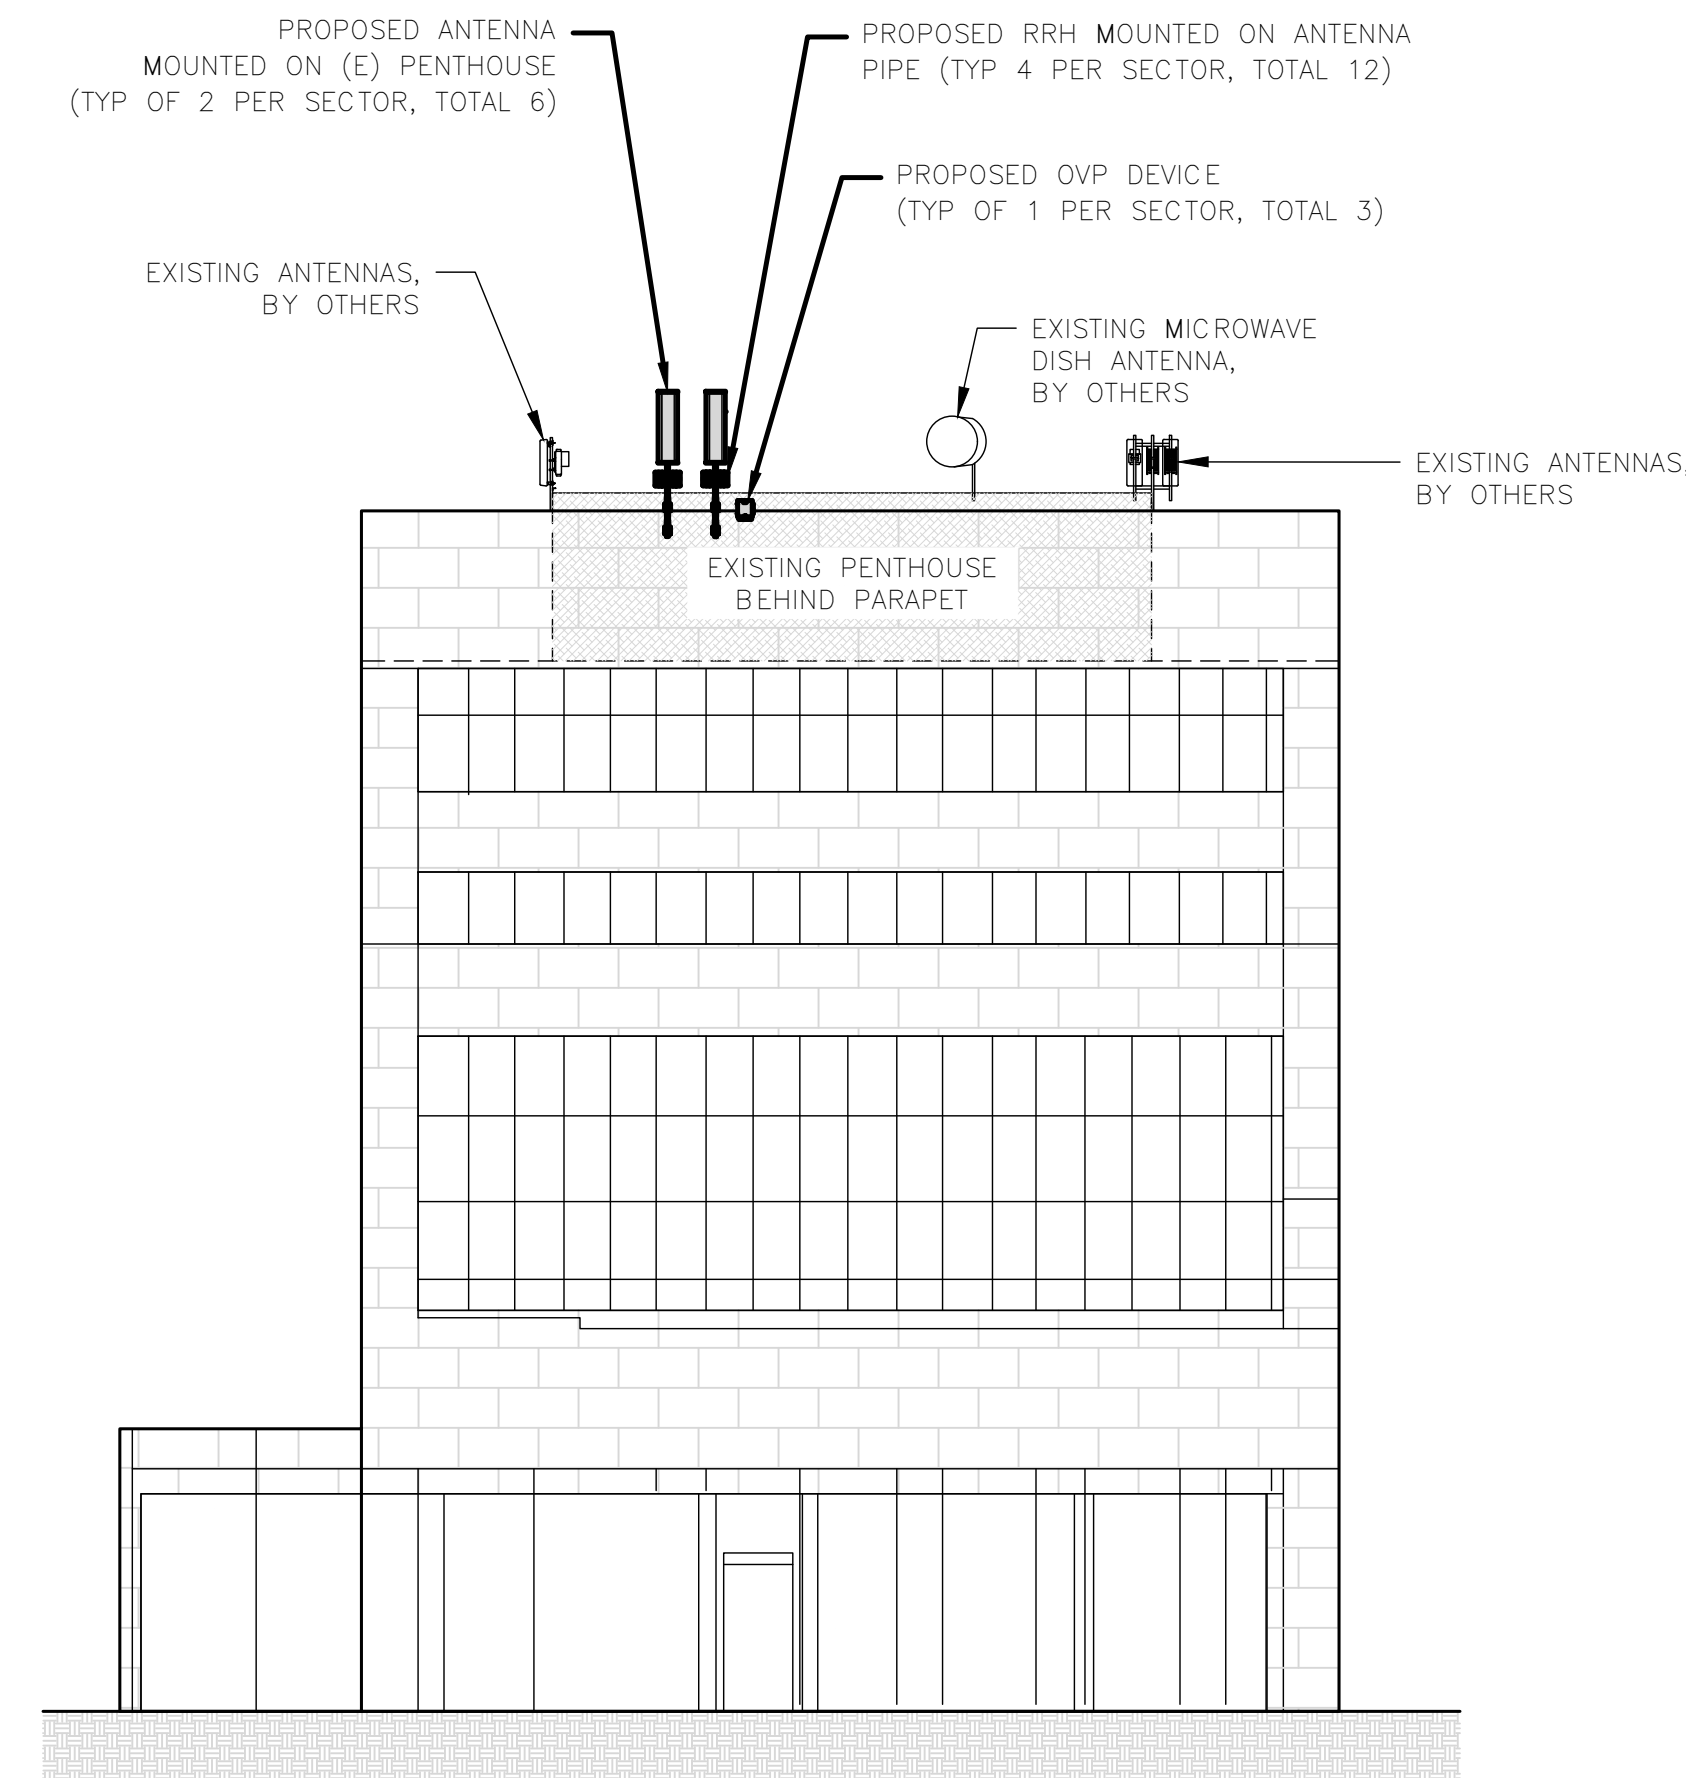 PROPOSED ANTENNA
MOUNTED ON (E) PENTHOUSE
(TYP OF 2 PER SECTOR, TOTAL 6)
PROPOSED RRH MOUNTED ON ANTENNA
PIPE (TYP 4 PER SECTOR, TOTAL 12)
PROPOSED OVP DEVICE
(TYP OF 1 PER SECTOR, TOTAL 3)
EXISTING ANTENNAS,
BY OTHERS
EXISTING MICROWAVE
DISH ANTENNA,
BY OTHERS
EXISTING ANTENNAS,
BY OTHERS
EXISTING PENTHOUSE
BEHIND PARAPET